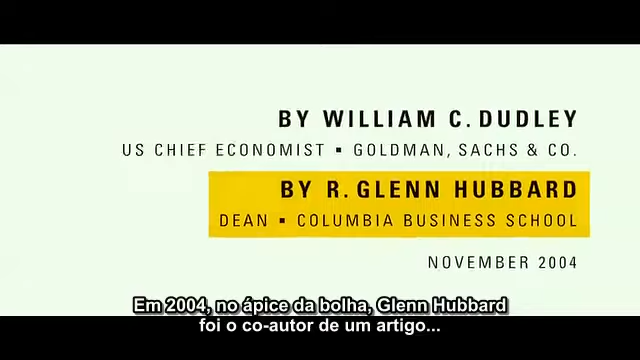 BY WILLIAM C. DUDLEY
US CHIEF ECONOMIST ▪ GOLDMAN, SACHS & CO.
BY R. GLENN HUBBARD
DEAN ▪ COLUMBIA BUSINESS SCHOOL
NOVEMBER 2004
Em 2004, no ápice da bolha, Glenn Hubbard
foi o co-autor de um artigo...